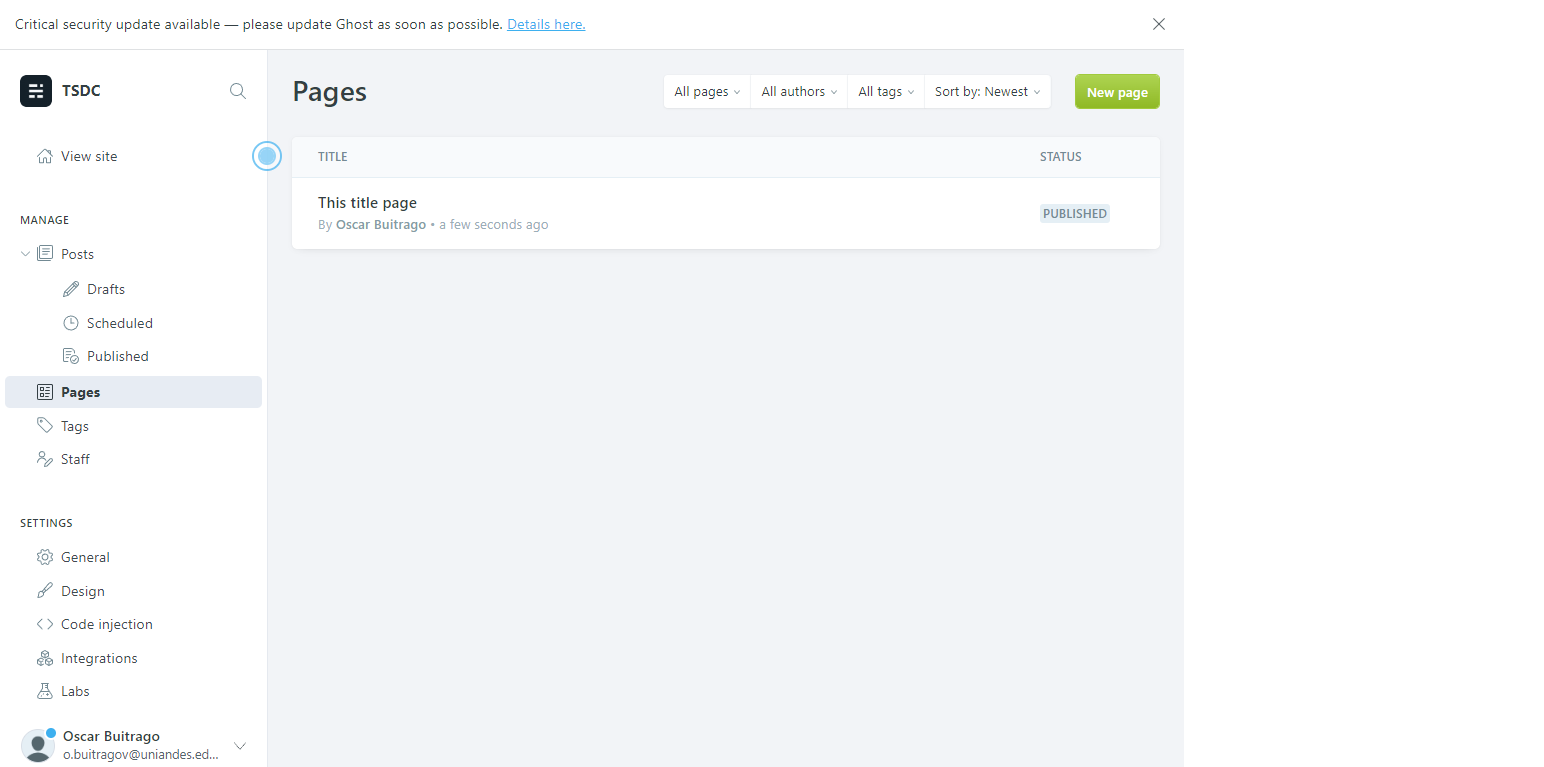 Critical security update available — please update Ghost as soon as possible. Details here.
TSDC
View site
MANAGE
Posts
Drafts
Scheduled
Published
Pages
Tags
Staff
SETTINGS
General
Design
Code injection
Integrations
Labs
Oscar Buitrago
o.buitragov@uniandes.ed...
Pages
All pages All authors All tags Sort by: Newest New page
TITLE STATUS
This title page
By Oscar Buitrago • a few seconds ago
PUBLISHED